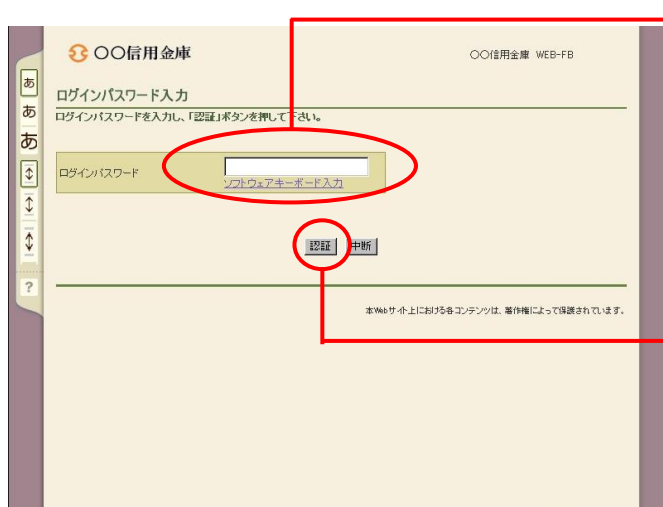 〇〇信用金庫
〇〇信用金庫 WEB-FB
ログインパスワード入力
ログインパスワードを入力し、「認証」ボタンを押して下さい。
ログインパスワード
ソフトウェアキーボード入力
認証 中断
本Webサイト上における各コンテンツは、著作権によって保護されています。
あ
あ
あ
?